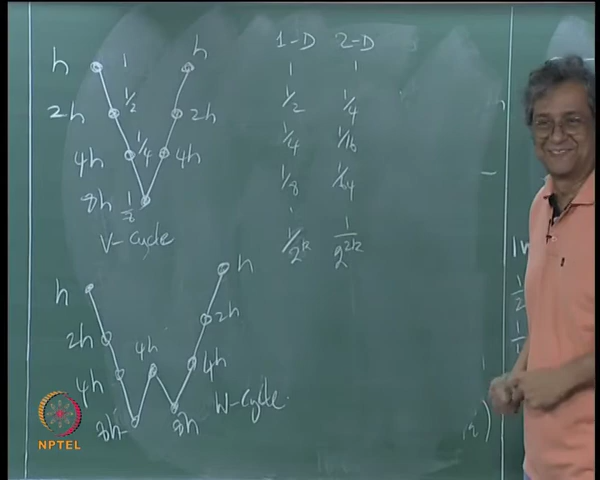 h 1 h
2h 1/2 2h
4h 1/4 4h
8h 1/8
V-Cycle
1-D 2-D
1 1
1/2 1/4
1/4 1/16
1/8 1/64
1/2^k 1/2^{2k}
h h
2h 4h 2h
4h 4h
8h 8h
W-Cycle.
NPTEL